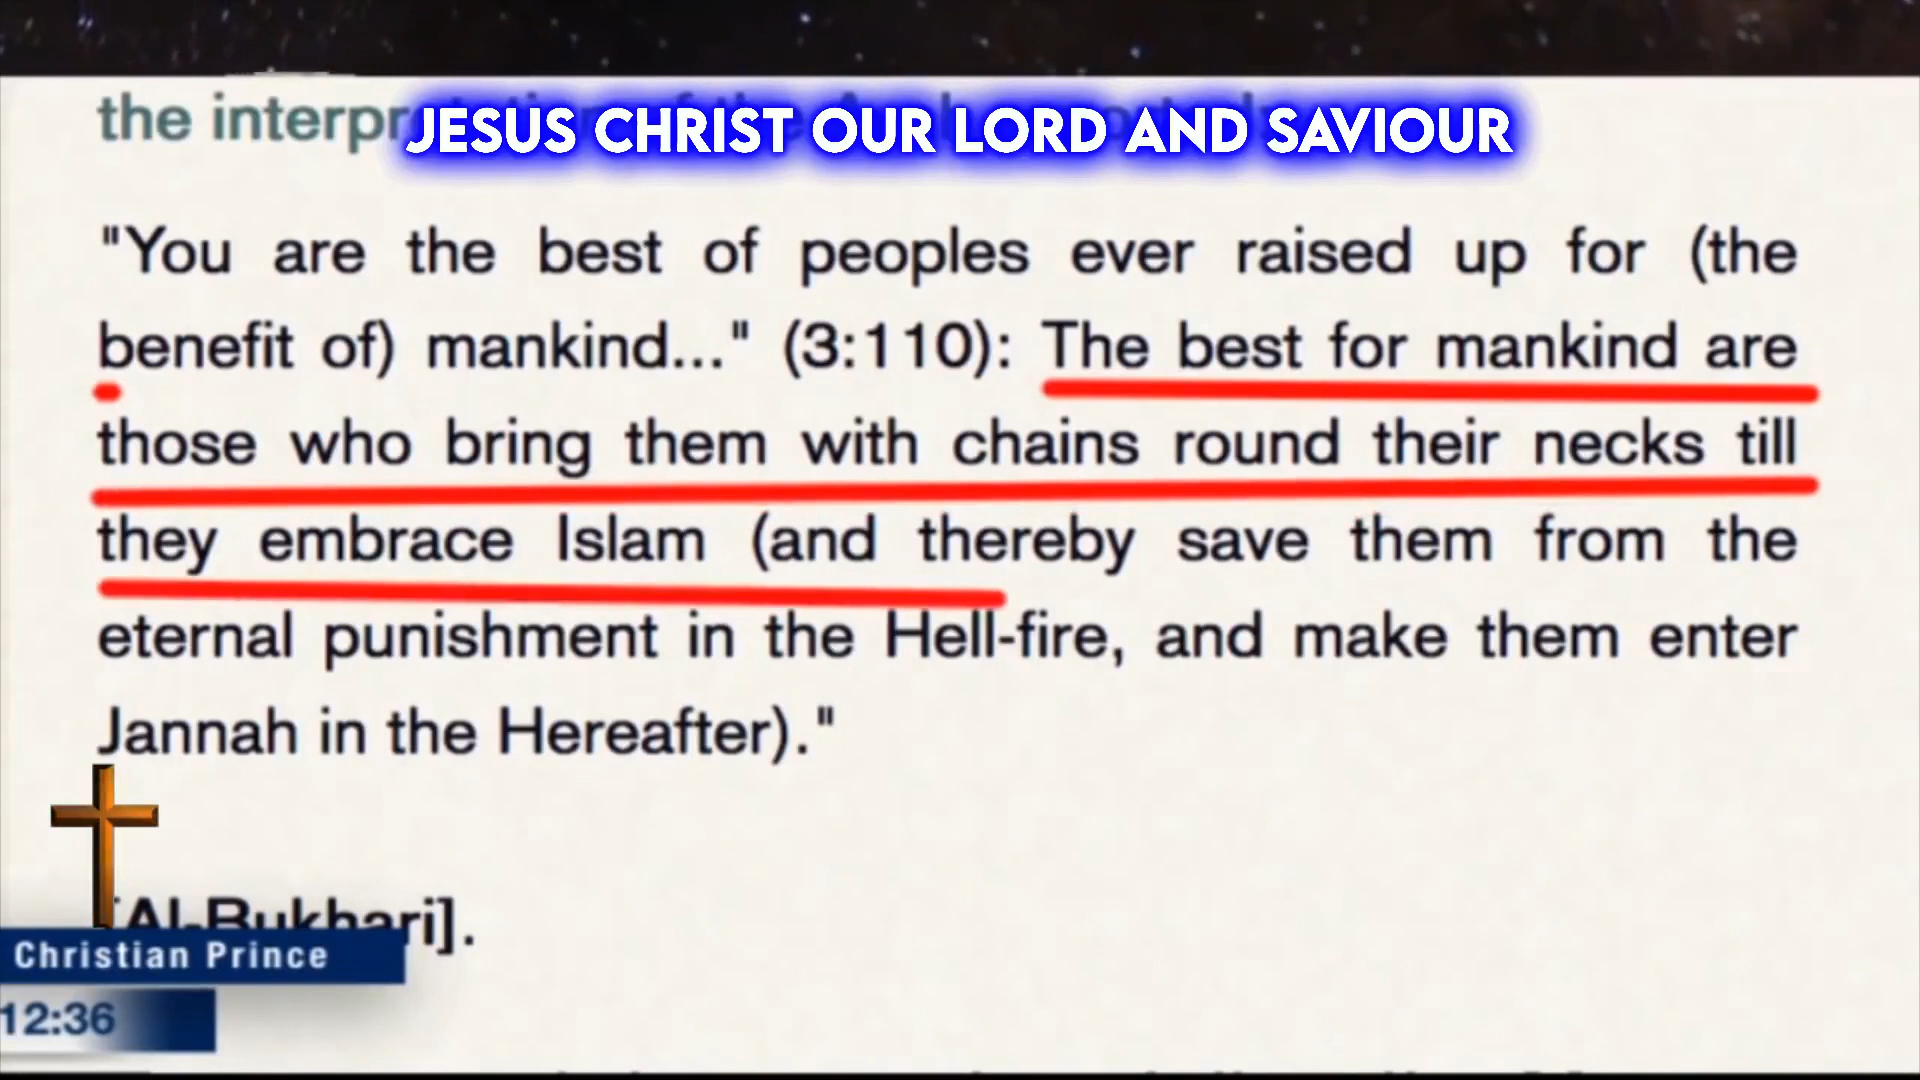 the interpr
JESUS CHRIST OUR LORD AND SAVIOUR
"You are the best of peoples ever raised up for (the
benefit of) mankind..." (3:110): The best for mankind are
those who bring them with chains round their necks till
they embrace Islam (and thereby save them from the
eternal punishment in the Hell-fire, and make them enter
Jannah in the Hereafter)."
[Al-Bukhari].
Christian Prince
12:36